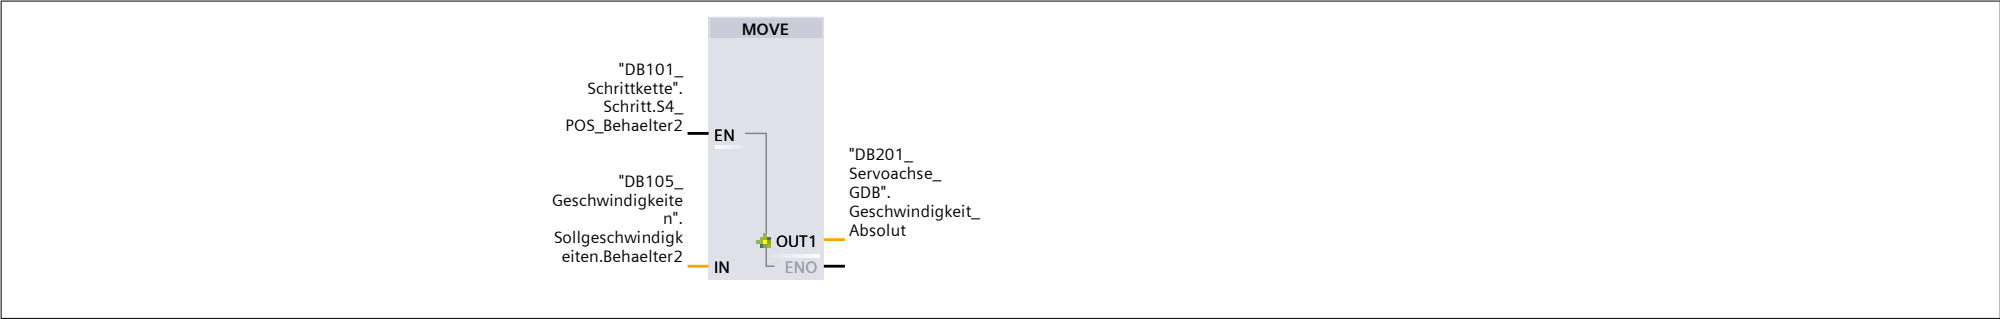 MOVE
"DB101_
Schrittkette".
Schritt.S4_
POS_Behaelter2
EN
"DB105_
Geschwindigkeite
n".
Sollgeschwindigk
eiten.Behaelter2
IN
"DB201_
Servoachse_
GDB".
Geschwindigkeit_
Absolut
OUT1
ENO